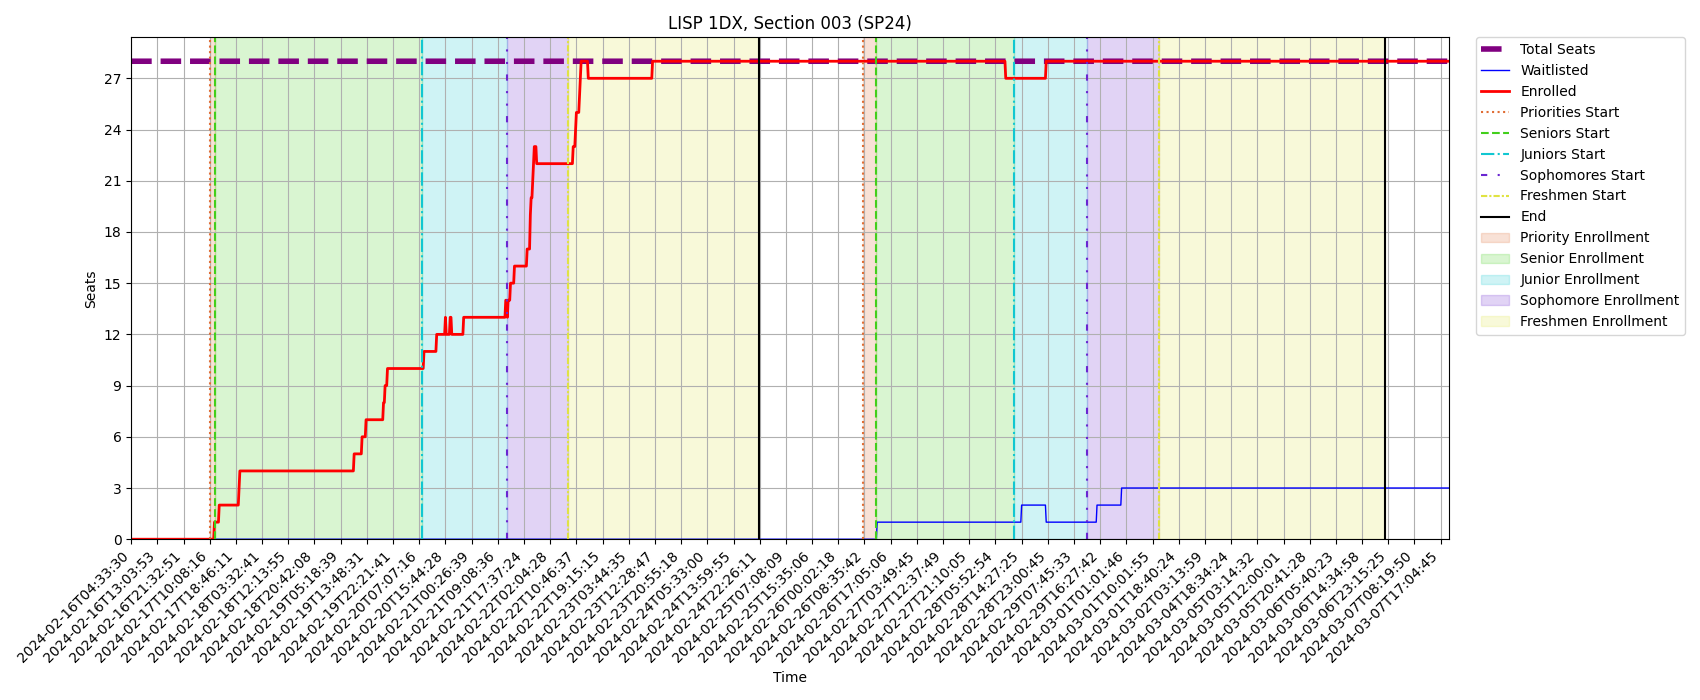 LISP 1DX, Section 003 (SP24)
Seats
27
24
21
18
15
12
9
6
3
0
2024-02-16T04:33:30
2024-02-16T13:03:53
2024-02-16T21:32:51
2024-02-17T10:08:16
2024-02-17T18:46:11
2024-02-18T03:32:41
2024-02-18T12:13:55
2024-02-18T20:42:08
2024-02-19T05:18:39
2024-02-19T13:48:31
2024-02-19T22:21:41
2024-02-20T07:07:16
2024-02-20T15:44:28
2024-02-21T00:26:39
2024-02-21T09:08:36
2024-02-21T17:37:24
2024-02-22T02:04:28
2024-02-22T10:46:37
2024-02-22T19:15:15
2024-02-23T03:44:35
2024-02-23T12:28:47
2024-02-23T20:55:18
2024-02-24T05:33:00
2024-02-24T13:59:55
2024-02-24T22:26:11
2024-02-25T07:08:09
2024-02-25T15:35:06
2024-02-26T00:02:18
2024-02-26T08:35:42
2024-02-26T17:05:06
2024-02-27T03:49:45
2024-02-27T12:37:49
2024-02-27T21:10:05
2024-02-28T05:52:54
2024-02-28T14:27:25
2024-02-28T23:00:45
2024-02-29T07:45:33
2024-02-29T16:27:42
2024-03-01T01:01:46
2024-03-01T10:01:55
2024-03-01T18:40:24
2024-03-02T03:13:59
2024-03-04T18:34:24
2024-03-05T03:14:32
2024-03-05T12:00:01
2024-03-05T20:41:28
2024-03-06T05:40:23
2024-03-06T14:34:58
2024-03-06T23:15:25
2024-03-07T08:19:50
2024-03-07T17:04:45
Time
Total Seats
Waitlisted
Enrolled
Priorities Start
Seniors Start
Juniors Start
Sophomores Start
Freshmen Start
End
Priority Enrollment
Senior Enrollment
Junior Enrollment
Sophomore Enrollment
Freshmen Enrollment